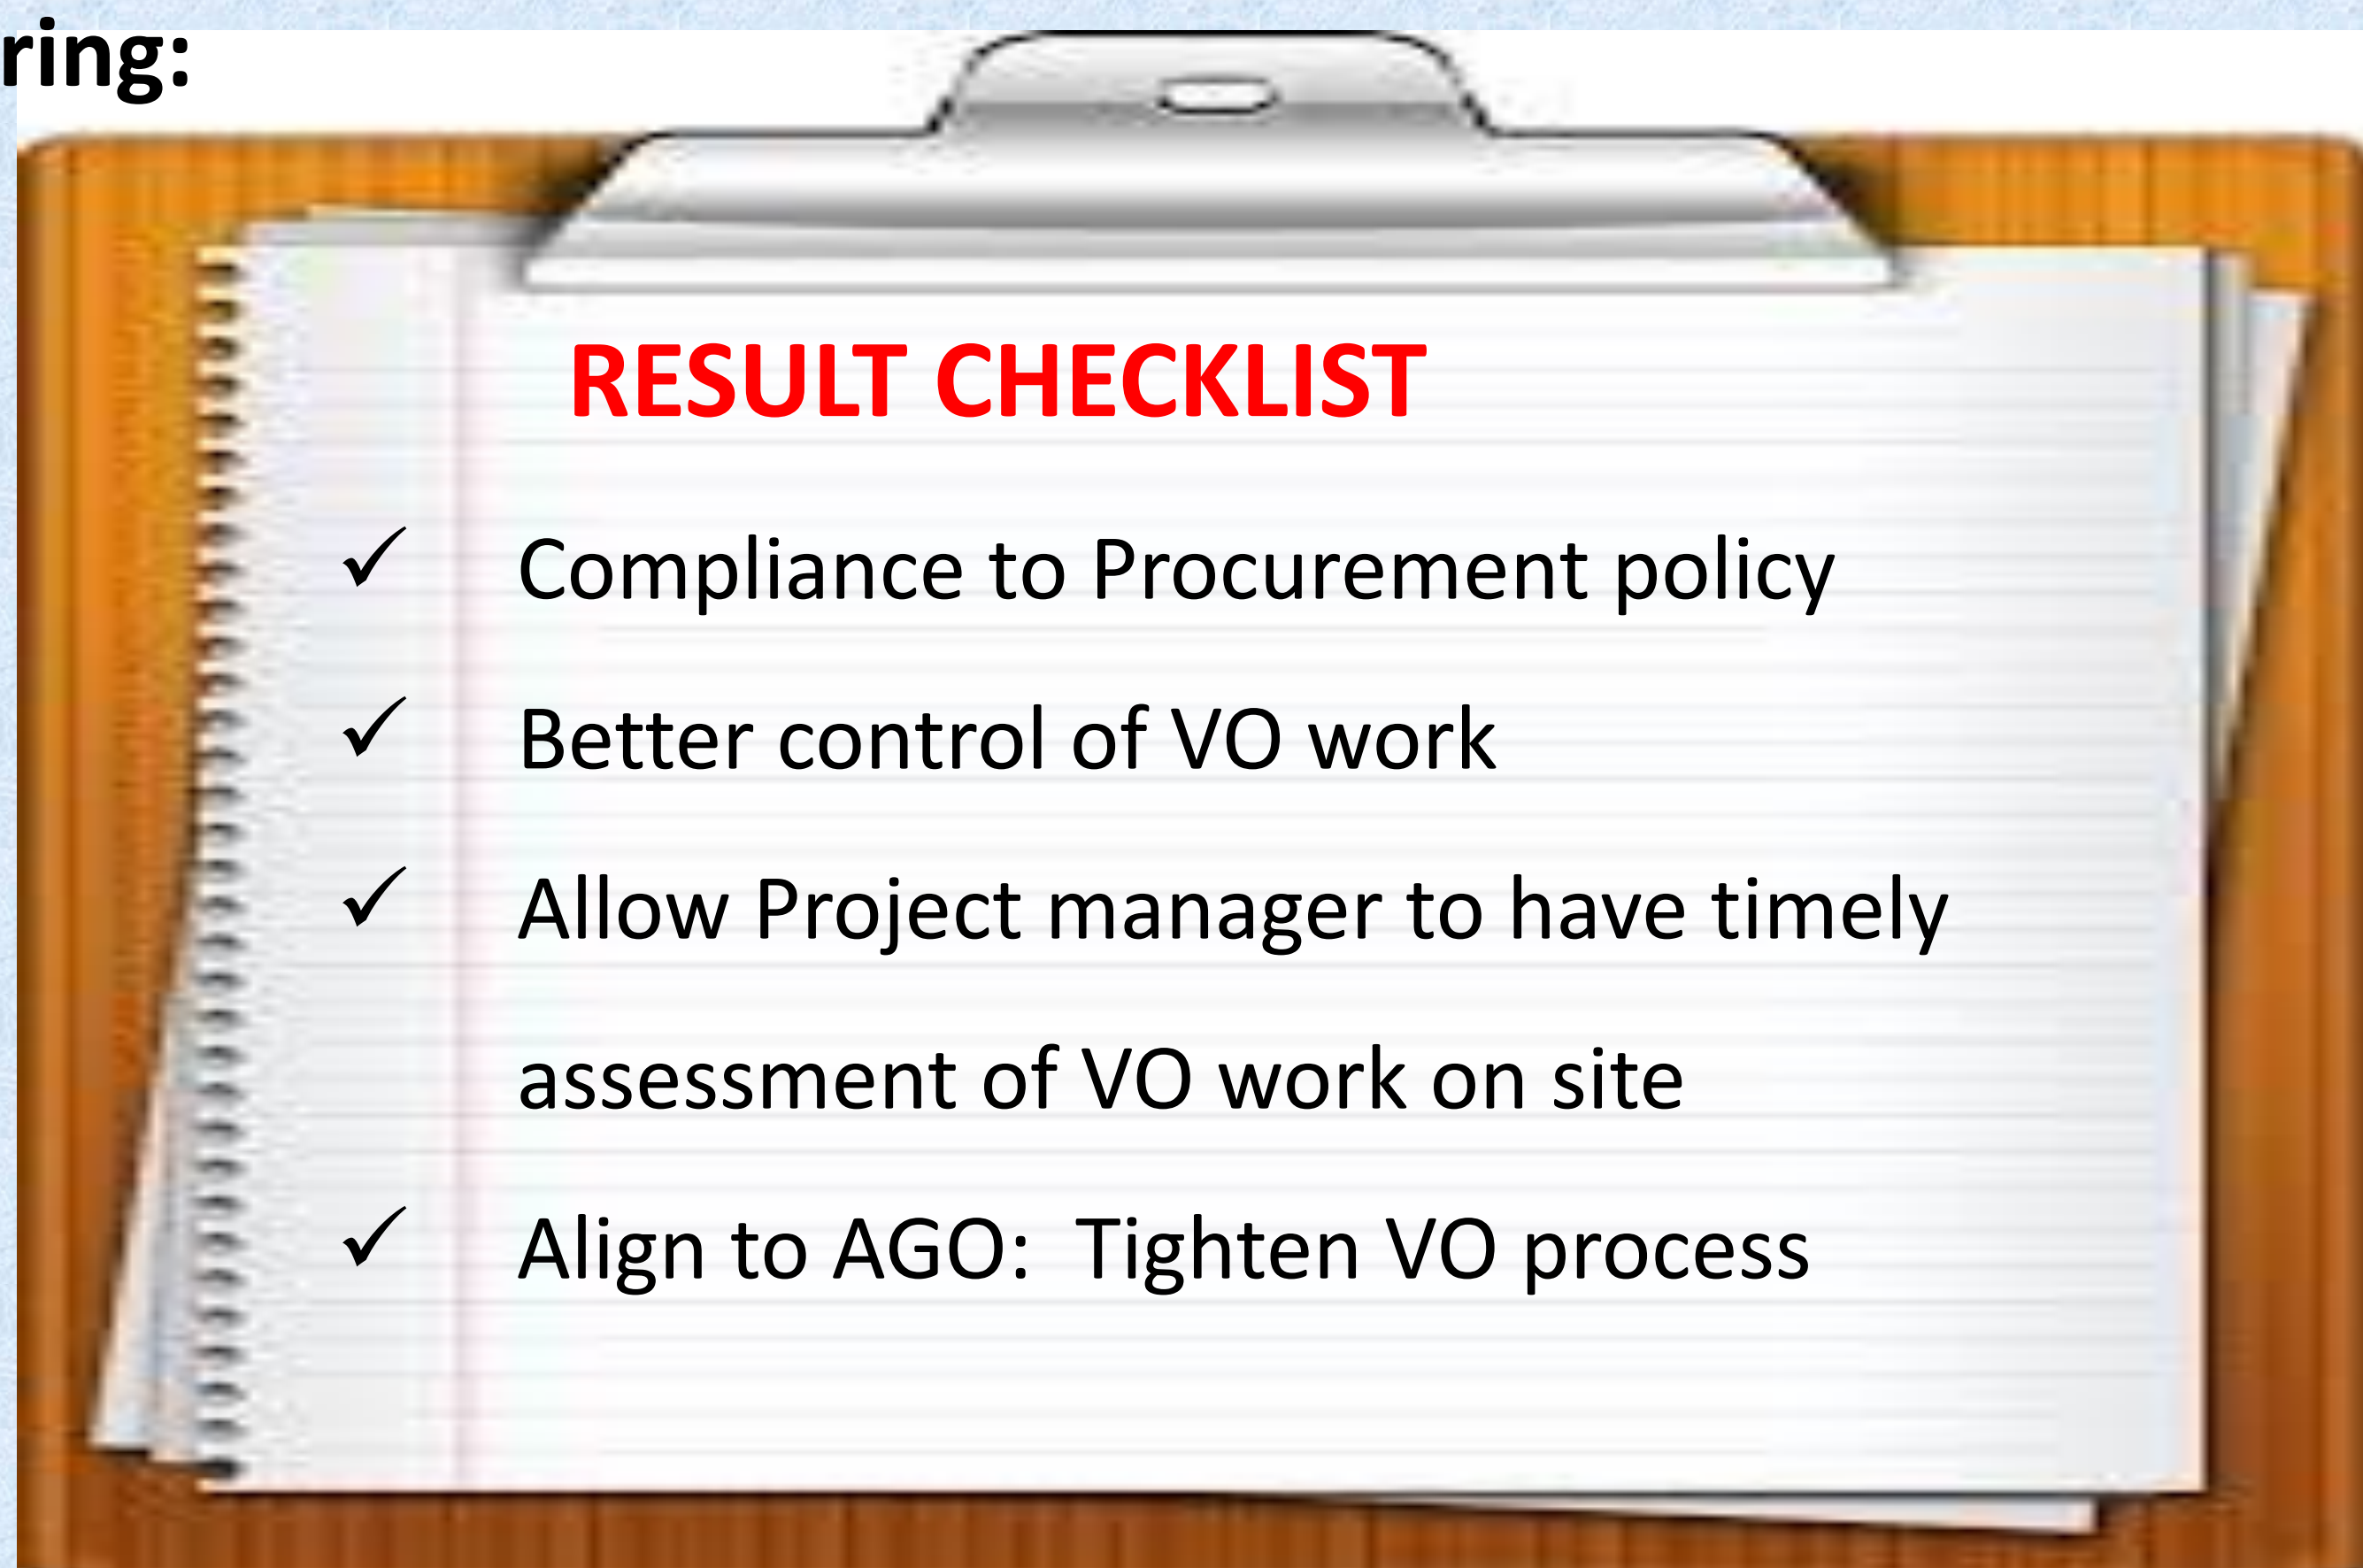 ring:
RESULT CHECKLIST
✓ Compliance to Procurement policy
✓ Better control of VO work
✓ Allow Project manager to have timely
assessment of VO work on site
✓ Align to AGO:  Tighten VO process